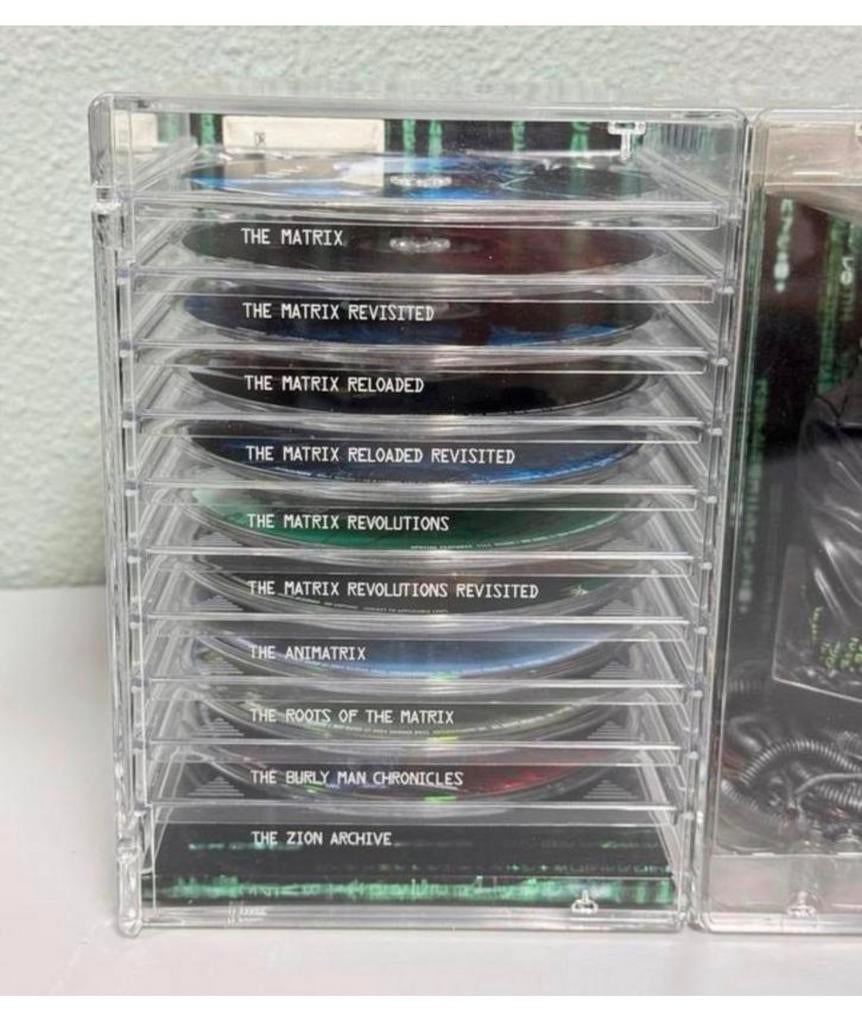 THE MATRIX
THE MATRIX REVISITED
THE MATRIX RELOADED
THE MATRIX RELOADED REVISITED
THE MATRIX REVOLUTIONS
THE MATRIX REVOLUTIONS REVISITED
THE ANIMATRIX
THE ROOTS OF THE MATRIX
THE BURLY MAN CHRONICLES
THE ZION ARCHIVE